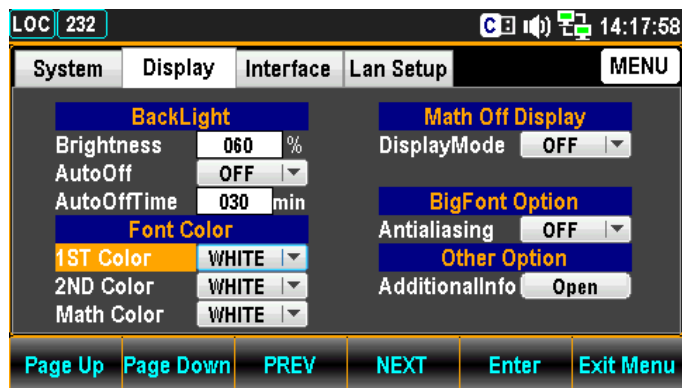 LOC 232 C 14:17:58
System Display Interface Lan Setup MENU
BackLight
Brightness 060 %
AutoOff OFF
AutoOffTime 030 min
Font Color
1ST Color WHITE
2ND Color WHITE
Math Color WHITE
Math Off Display
DisplayMode OFF
BigFont Option
Antialiasing OFF
Other Option
AdditionalInfo Open
Page Up Page Down PREV NEXT Enter Exit Menu